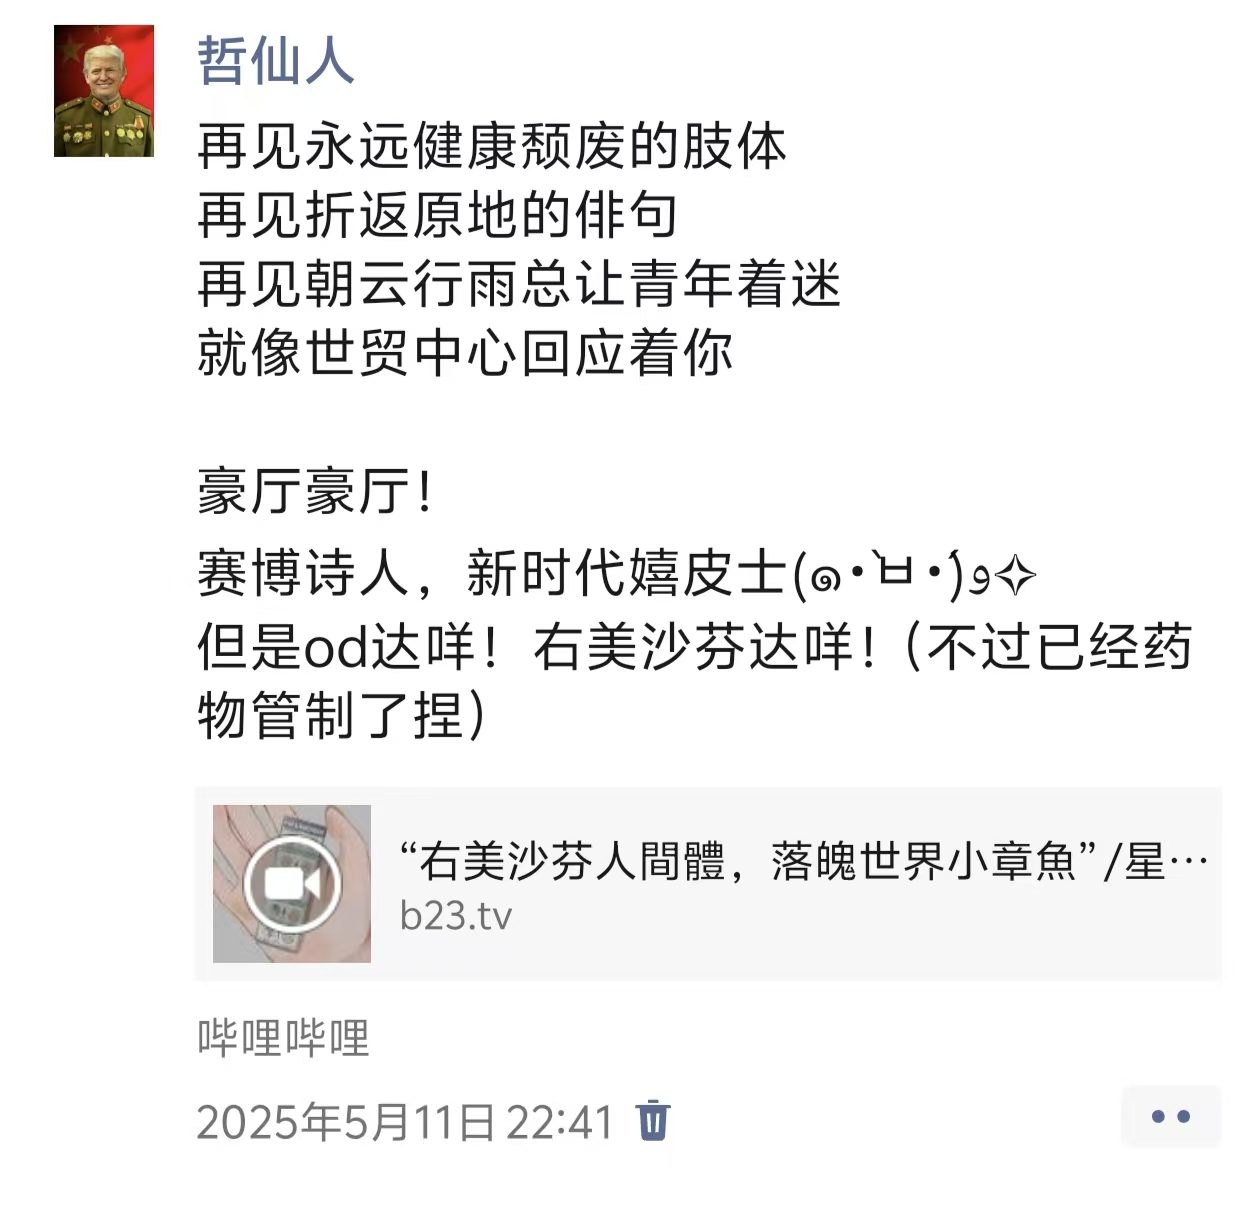 哲仙人
再见永远健康颓废的肢体
再见折返原地的俳句
再见朝云行雨总让青年着迷
就像世贸中心回应着你
豪厅豪厅！
赛博诗人，新时代嬉皮士(๑•̀ㅂ•́)و✧
但是od达咩！右美沙芬达咩！（不过已经药
物管制了捏）
“右美沙芬人間體，落魄世界小章魚”/星…
b23.tv
哔哩哔哩
2025年5月11日 22:41